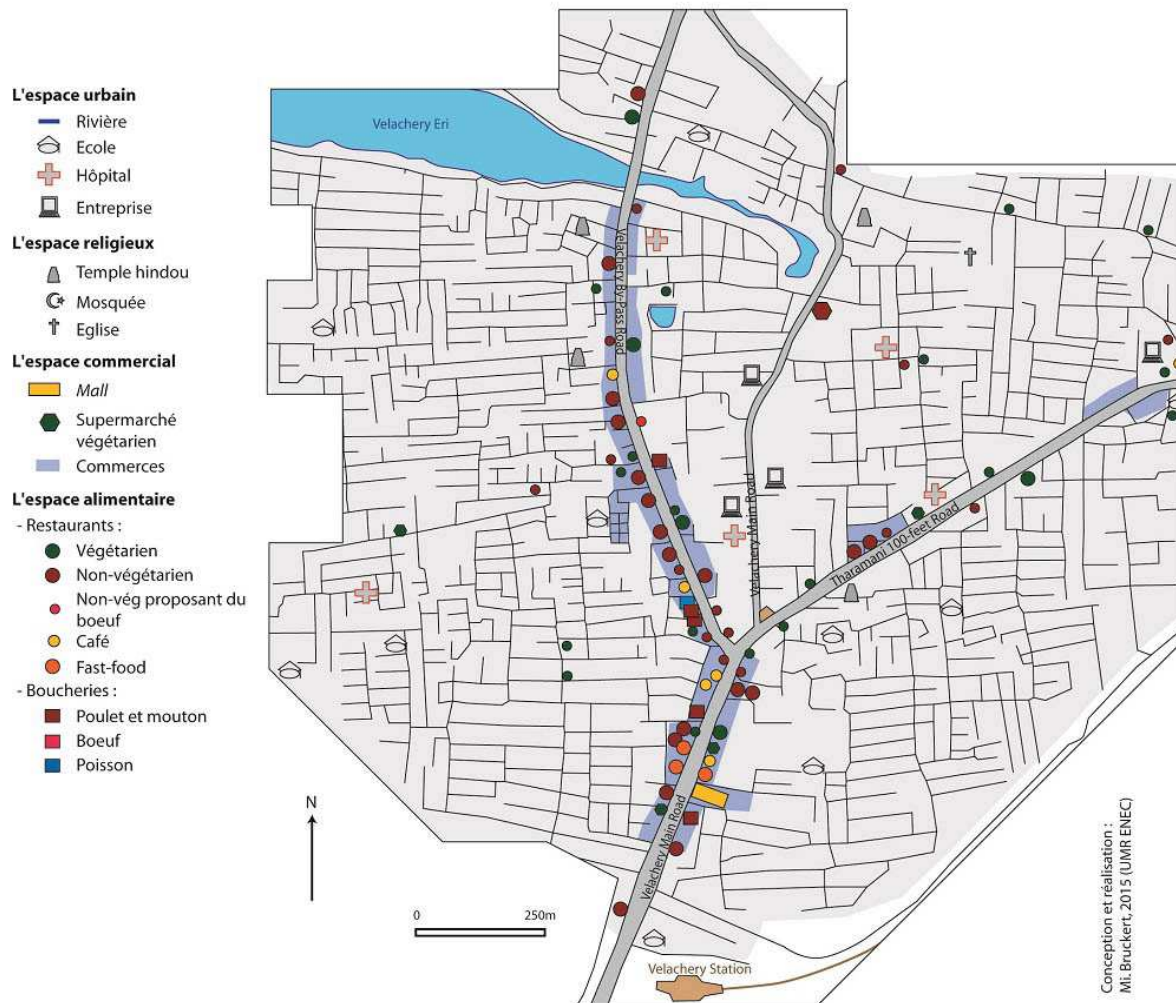 L'espace urbain
Rivière
Ecole
Hôpital
Entreprise
L'espace religieux
Temple hindou
Mosquée
Eglise
L'espace commercial
Mall
Supermarché
végétarien
Commerces
L'espace alimentaire
- Restaurants :
Végétarien
Non-végétarien
Non-vég proposant du
boeuf
Café
Fast-food
- Boucheries :
Poulet et mouton
Boeuf
Poisson
Velachery Eri
Velachery By-Pass Road
Velachery Main Road
Tharamani 100-feet Road
Velachery Main Road
N
0 250m
Velachery Station
Conception et réalisation :
Mi. Bruckert, 2015 (UMR ENEC)